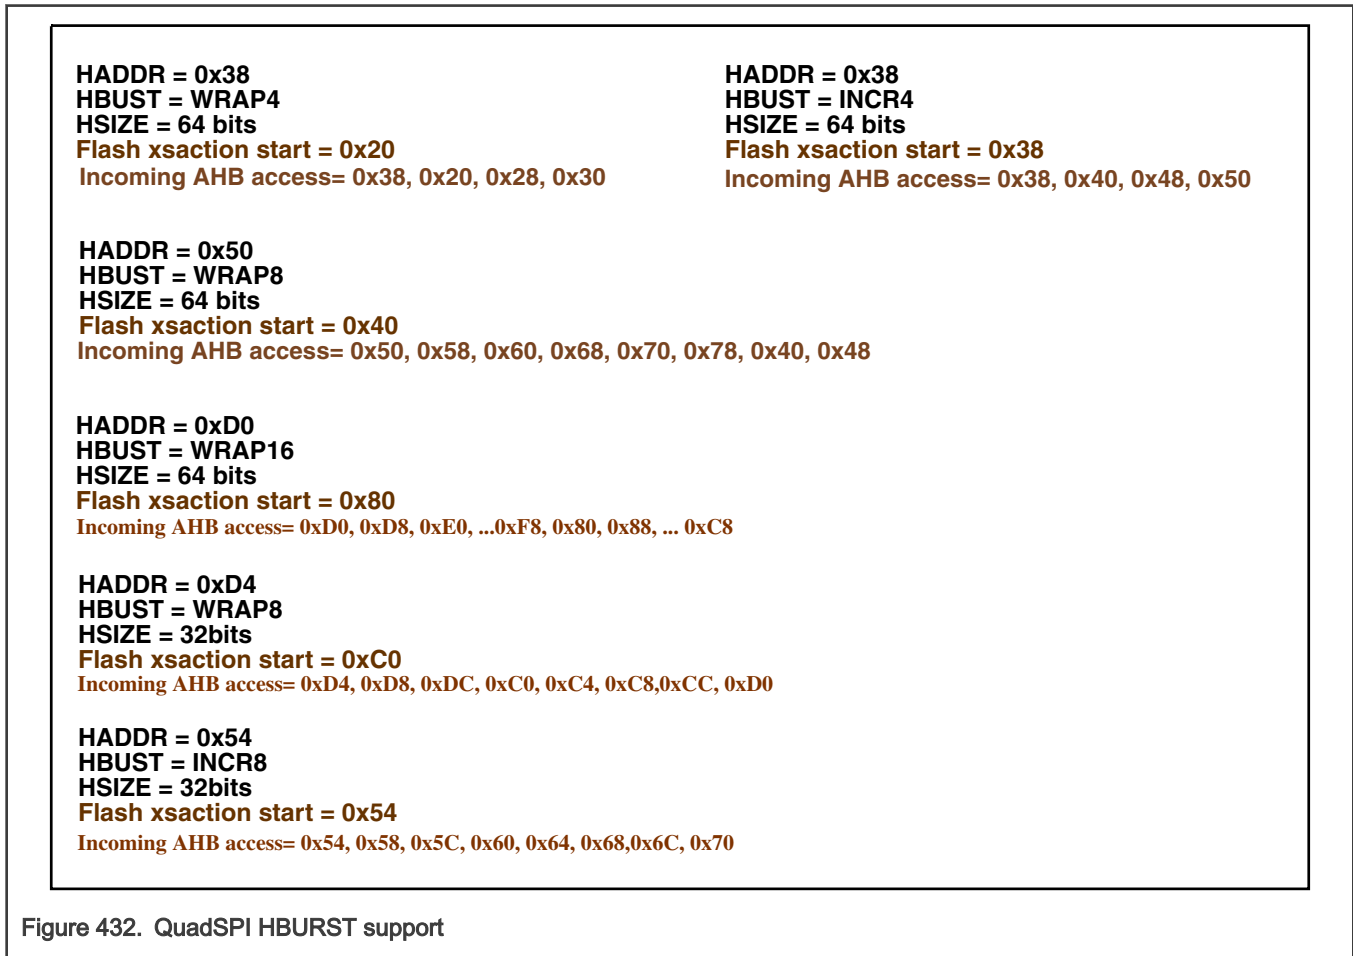 HADDR = 0x38
HBUST = WRAP4
HSIZE = 64 bits
Flash xsaction start = 0x20
Incoming AHB access= 0x38, 0x20, 0x28, 0x30
HADDR = 0x38
HBUST = INCR4
HSIZE = 64 bits
Flash xsaction start = 0x38
Incoming AHB access= 0x38, 0x40, 0x48, 0x50
HADDR = 0x50
HBUST = WRAP8
HSIZE = 64 bits
Flash xsaction start = 0x40
Incoming AHB access= 0x50, 0x58, 0x60, 0x68, 0x70, 0x78, 0x40, 0x48
HADDR = 0xD0
HBUST = WRAP16
HSIZE = 64 bits
Flash xsaction start = 0x80
Incoming AHB access= 0xD0, 0xD8, 0xE0, ...0xF8, 0x80, 0x88, ... 0xC8
HADDR = 0xD4
HBUST = WRAP8
HSIZE = 32bits
Flash xsaction start = 0xC0
Incoming AHB access= 0xD4, 0xD8, 0xDC, 0xC0, 0xC4, 0xC8,0xCC, 0xD0
HADDR = 0x54
HBUST = INCR8
HSIZE = 32bits
Flash xsaction start = 0x54
Incoming AHB access= 0x54, 0x58, 0x5C, 0x60, 0x64, 0x68,0x6C, 0x70
Figure 432. QuadSPI HBURST support